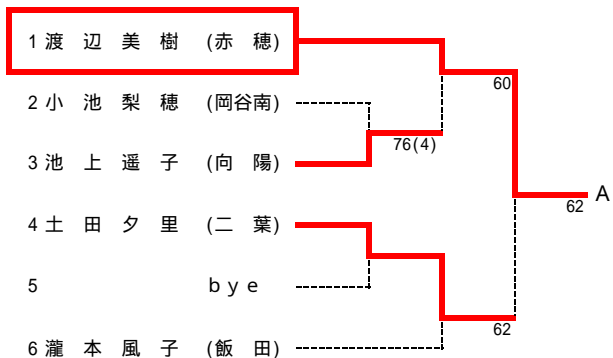 1 渡 辺 美 樹 (赤 穂)
60
2 小 池 梨 穂 (岡谷南)
76(4)
3 池 上 遥 子 (向 陽)
A
62
4 土 田 夕 里 (二 葉)
5 ｂｙｅ
62
6 瀧 本 風 子 (飯 田)